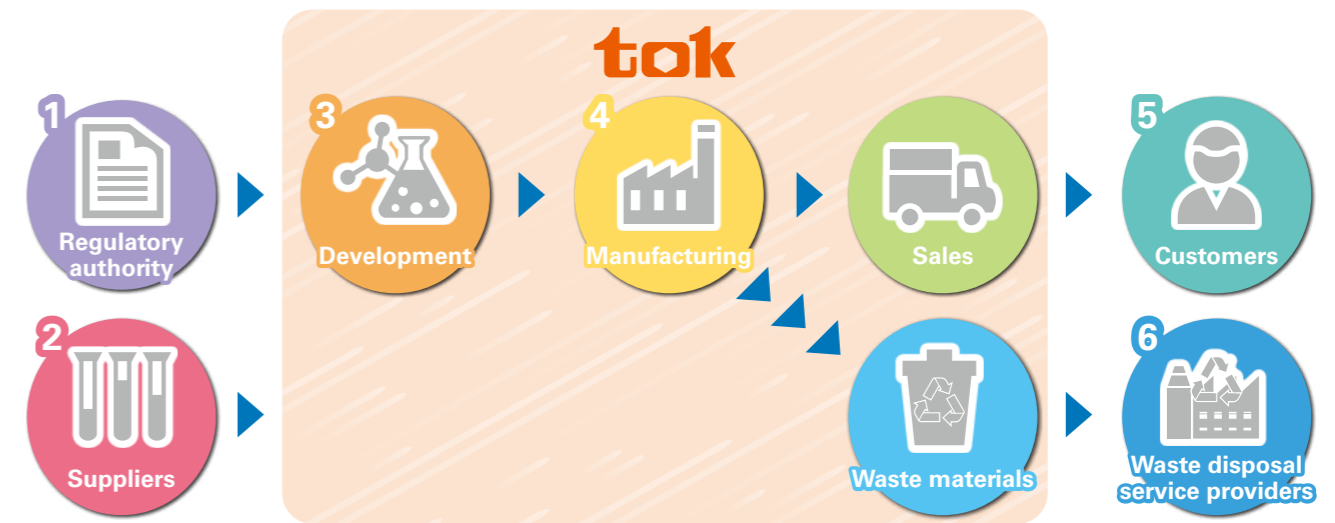 tok
1
Regulatory
authority
3
Development
4
Manufacturing
Sales
5
Customers
2
Suppliers
Waste materials
6
Waste disposal
service providers